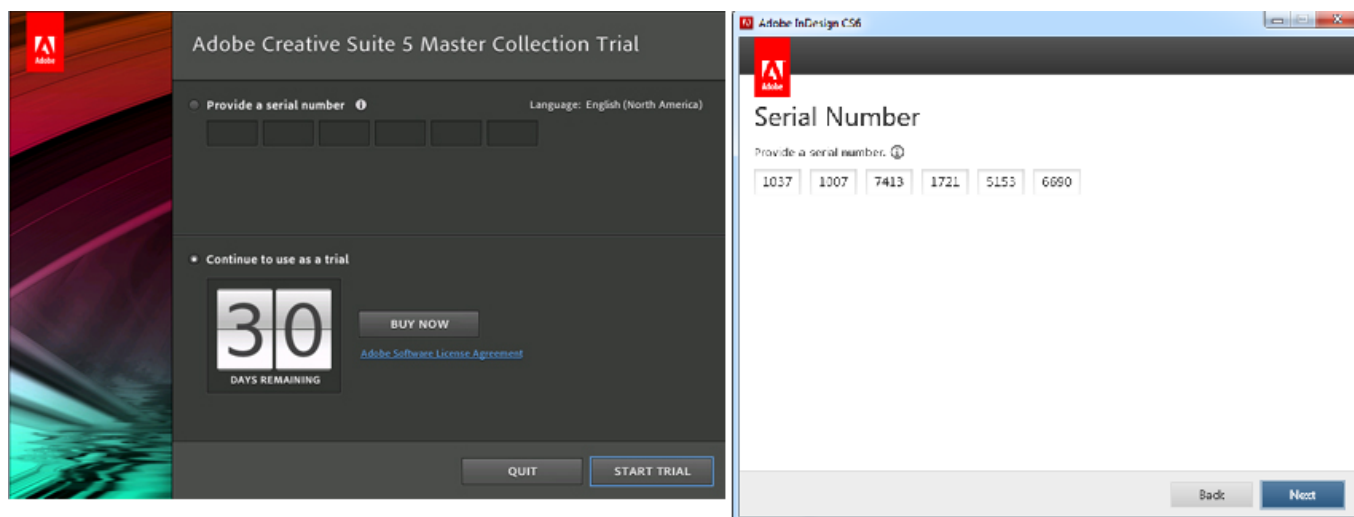 Adobe
Adobe Creative Suite 5 Master Collection Trial
Provide a serial number
Language: English (North America)
Continue to use as a trial
30
DAYS REMAINING
BUY NOW
Adobe Software License Agreement
QUIT
START TRIAL
Adobe InDesign CS6
Adobe
Serial Number
Provide a serial number.
1037 1007 7413 1721 5153 6690
Back
Next